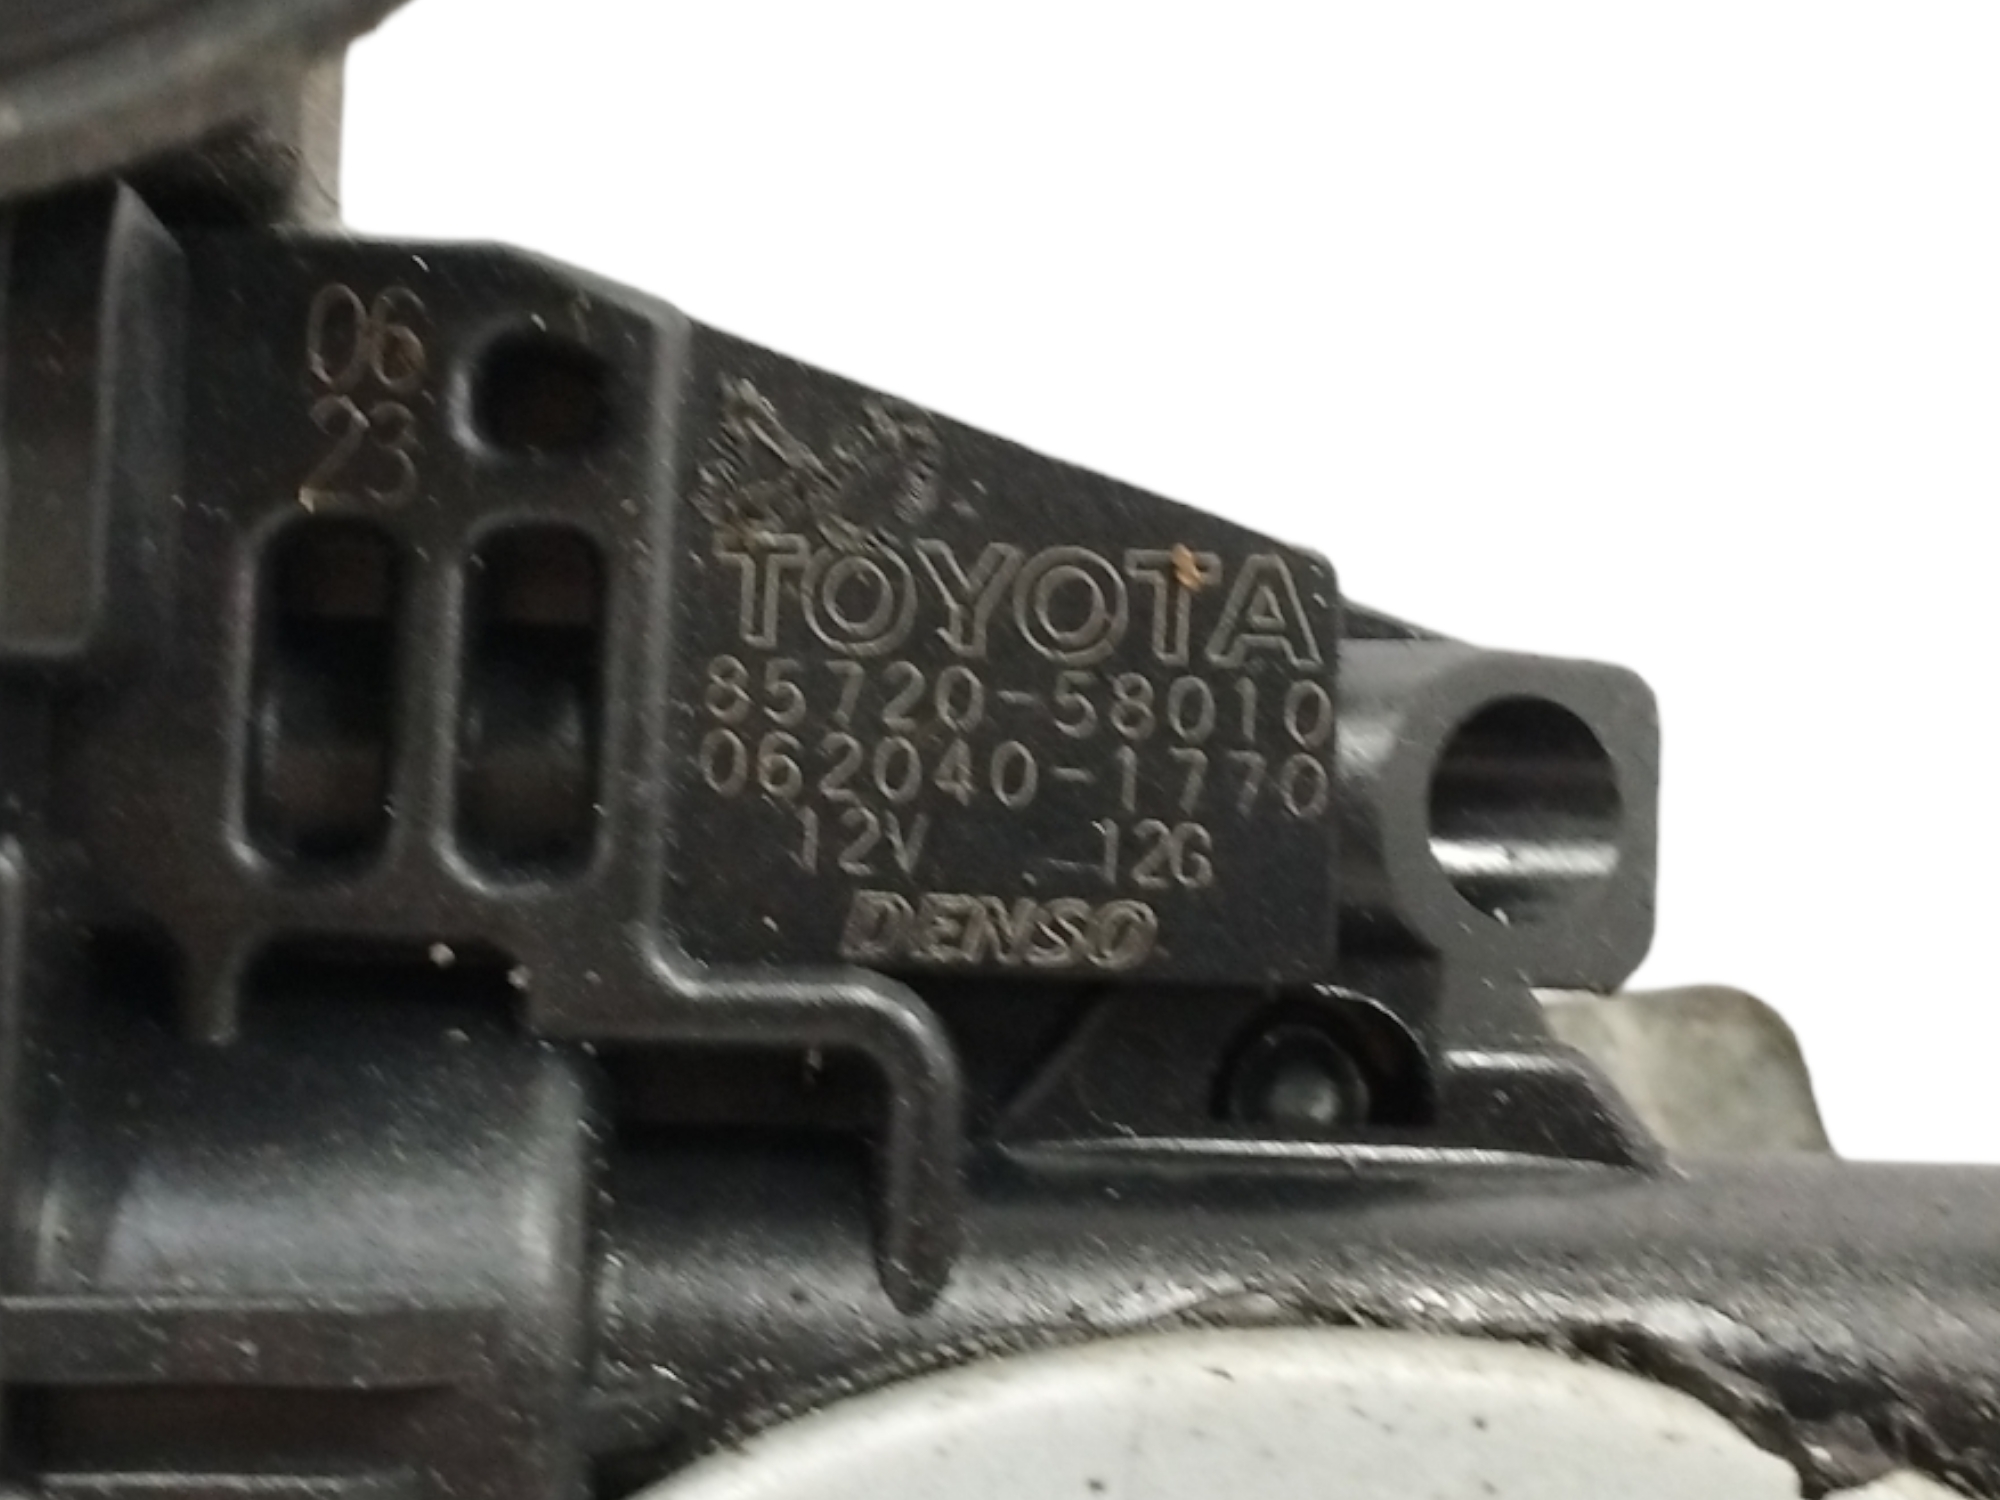 06
23
TOYOTA
85720-58010
062040-1770
12V 12G
DENSO